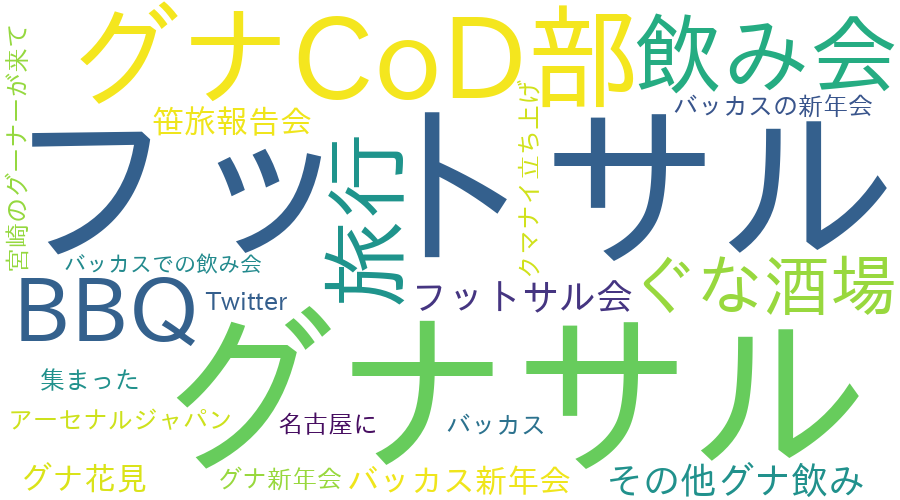 グナCoD部
飲み会
宮崎のグーナーが来て
笹旅報告会
クマナイ立ち上げ
バッカスの新年会
フットサル
旅行
バッカスでの飲み会
BBQ
Twitter
フットサル会
ぐな酒場
グナサル
集まった
アーセナルジャパン
名古屋に
バッカス
グナ花見
グナ新年会
バッカス新年会
その他グナ飲み